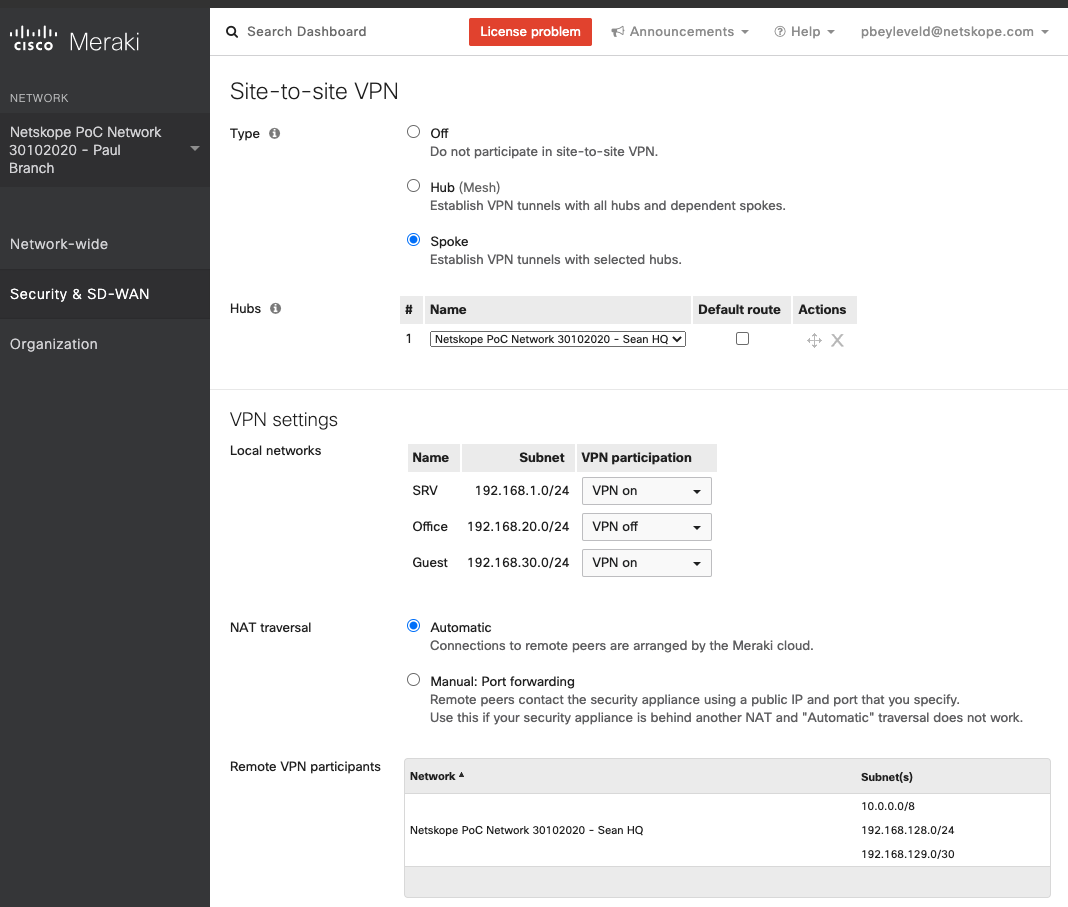 CISCO Meraki
Search Dashboard
License problem
Announcements
Help
pbeyleveld@netskope.com
NETWORK
Netskope PoC Network
30102020 - Paul
Branch
Network-wide
Security & SD-WAN
Organization
Site-to-site VPN
Type
Off
Do not participate in site-to-site VPN.
Hub (Mesh)
Establish VPN tunnels with all hubs and dependent spokes.
Spoke
Establish VPN tunnels with selected hubs.
Hubs
# Name Default route Actions
1 Netskope PoC Network 30102020 - Sean HQ
VPN settings
Local networks
Name Subnet VPN participation
SRV 192.168.1.0/24 VPN on
Office 192.168.20.0/24 VPN off
Guest 192.168.30.0/24 VPN on
NAT traversal
Automatic
Connections to remote peers are arranged by the Meraki cloud.
Manual: Port forwarding
Remote peers contact the security appliance using a public IP and port that you specify.
Use this if your security appliance is behind another NAT and "Automatic" traversal does not work.
Remote VPN participants
Network Subnet(s)
10.0.0.0/8
Netskope PoC Network 30102020 - Sean HQ 192.168.128.0/24
192.168.129.0/30